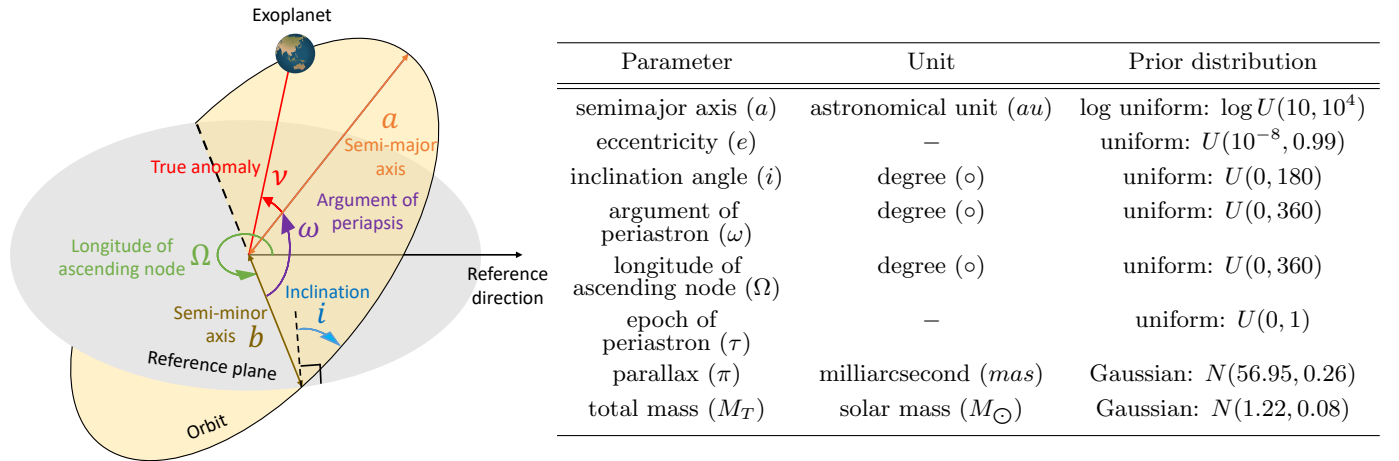 Exoplanet
a
Semi-major
axis
True anomaly
ν
Argument of
periapsis
ω
Longitude of
ascending node
Ω
Reference
direction
Inclination
i
Semi-minor
axis b
Reference plane
Orbit
Parameter Unit Prior distribution
semimajor axis (a) astronomical unit (au) log uniform: log U(10, 10⁴)
eccentricity (e) − uniform: U(10⁻⁸, 0.99)
inclination angle (i) degree (○) uniform: U(0, 180)
argument of degree (○) uniform: U(0, 360)
periastron (ω)
longitude of degree (○) uniform: U(0, 360)
ascending node (Ω)
epoch of − uniform: U(0, 1)
periastron (τ)
parallax (π) milliarcsecond (mas) Gaussian: N(56.95, 0.26)
total mass (M_T) solar mass (M_⨀) Gaussian: N(1.22, 0.08)